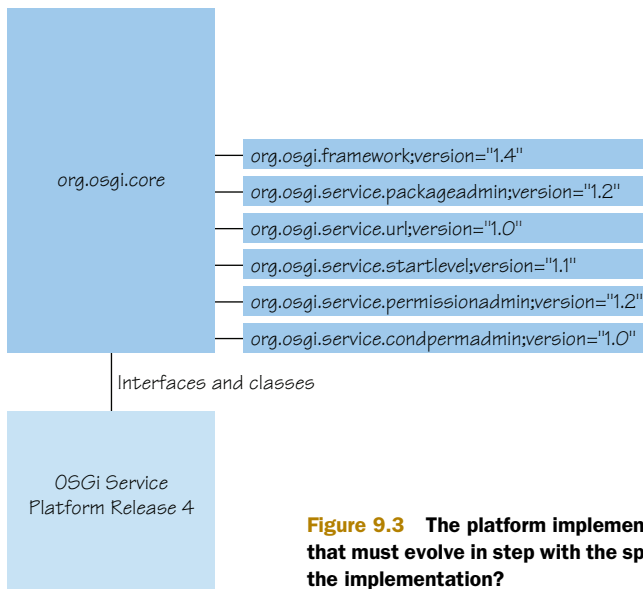 org.osgi.core
org.osgi.framework;version="1.4"
org.osgi.service.packageadmin;version="1.2"
org.osgi.service.url;version="1.0"
org.osgi.service.startlevel;version="1.1"
org.osgi.service.permissionadmin;version="1.2"
org.osgi.service.condpermadmin;version="1.0"
Interfaces and classes
OSGi Service
Platform Release 4
Figure 9.3 The platform implemen
that must evolve in step with the sp
the implementation?